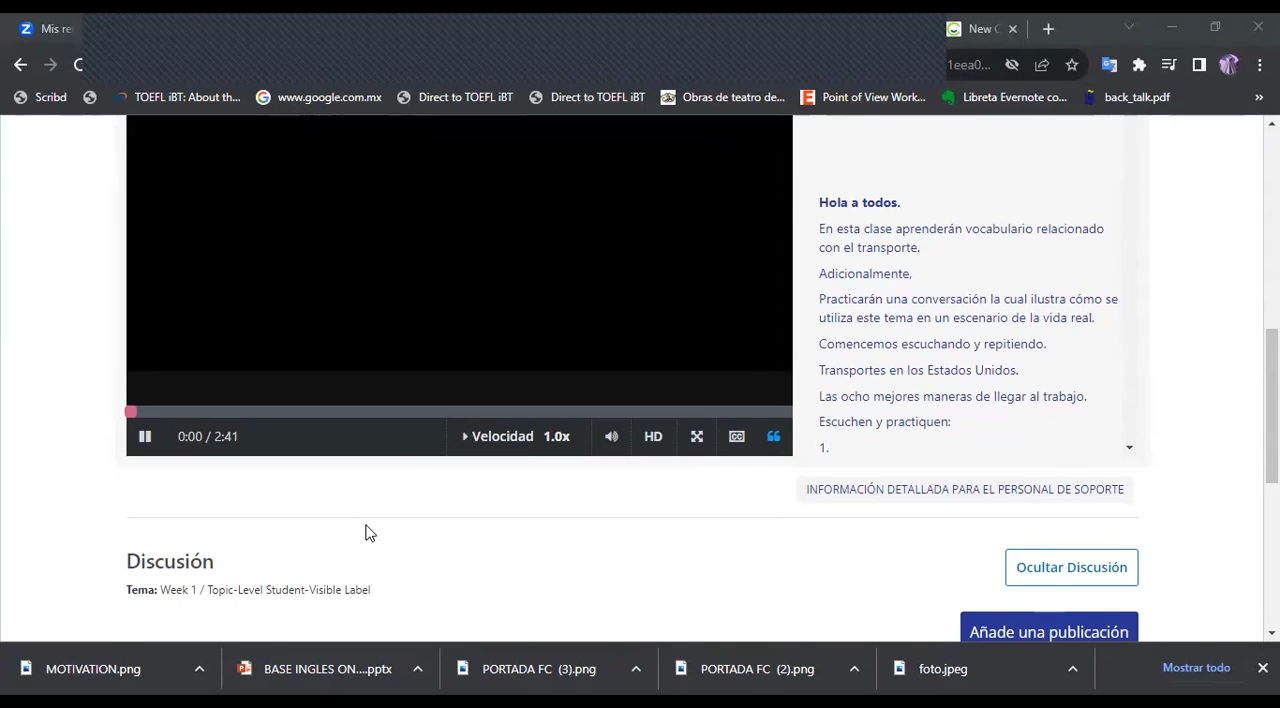 Mis re
New C
1eea0...
Scribd
TOEFL iBT: About th...
www.google.com.mx
Direct to TOEFL iBT
Direct to TOEFL iBT
Obras de teatro de...
Point of View Work...
Libreta Evernote co...
back_talk.pdf
»
Hola a todos.
En esta clase aprenderán vocabulario relacionado
con el transporte.
Adicionalmente,
Practicarán una conversación la cual ilustra cómo se
utiliza este tema en un escenario de la vida real.
Comencemos escuchando y repitiendo.
Transportes en los Estados Unidos.
Las ocho mejores maneras de llegar al trabajo.
Escuchen y practiquen:
1.
0:00 / 2:41
Velocidad 1.0x
HD
CC
INFORMACIÓN DETALLADA PARA EL PERSONAL DE SOPORTE
Discusión
Ocultar Discusión
Tema: Week 1 / Topic-Level Student-Visible Label
Añade una publicación
MOTIVATION.png
BASE INGLES ON....pptx
PORTADA FC (3).png
PORTADA FC (2).png
foto.jpeg
Mostrar todo